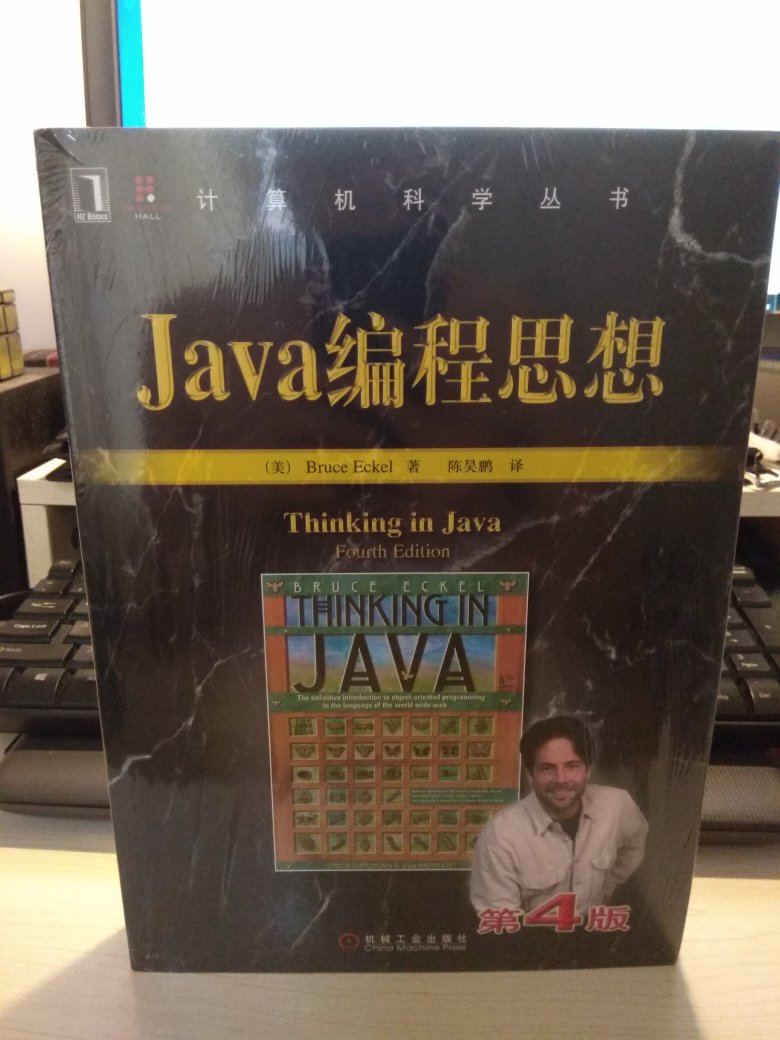 HZ BOOKS
HALL
计算机科学丛书
Java编程思想
(美) Bruce Eckel 著 陈昊鹏 译
Thinking in Java
Fourth Edition
BRUCE ECKEL
THINKING IN
JAVA
4TH
The definitive introduction to object-oriented programming
in the language of the world wide web
第4版
机械工业出版社
China Machine Press
Caps Lock